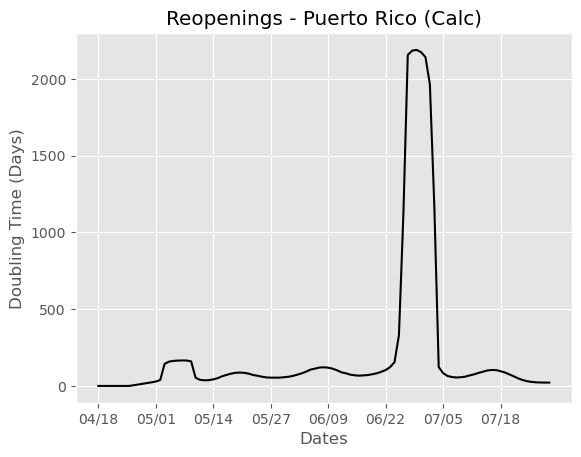 Reopenings - Puerto Rico (Calc)
Doubling Time (Days)
2000
1500
1000
500
0
04/18 05/01 05/14 05/27 06/09 06/22 07/05 07/18
Dates